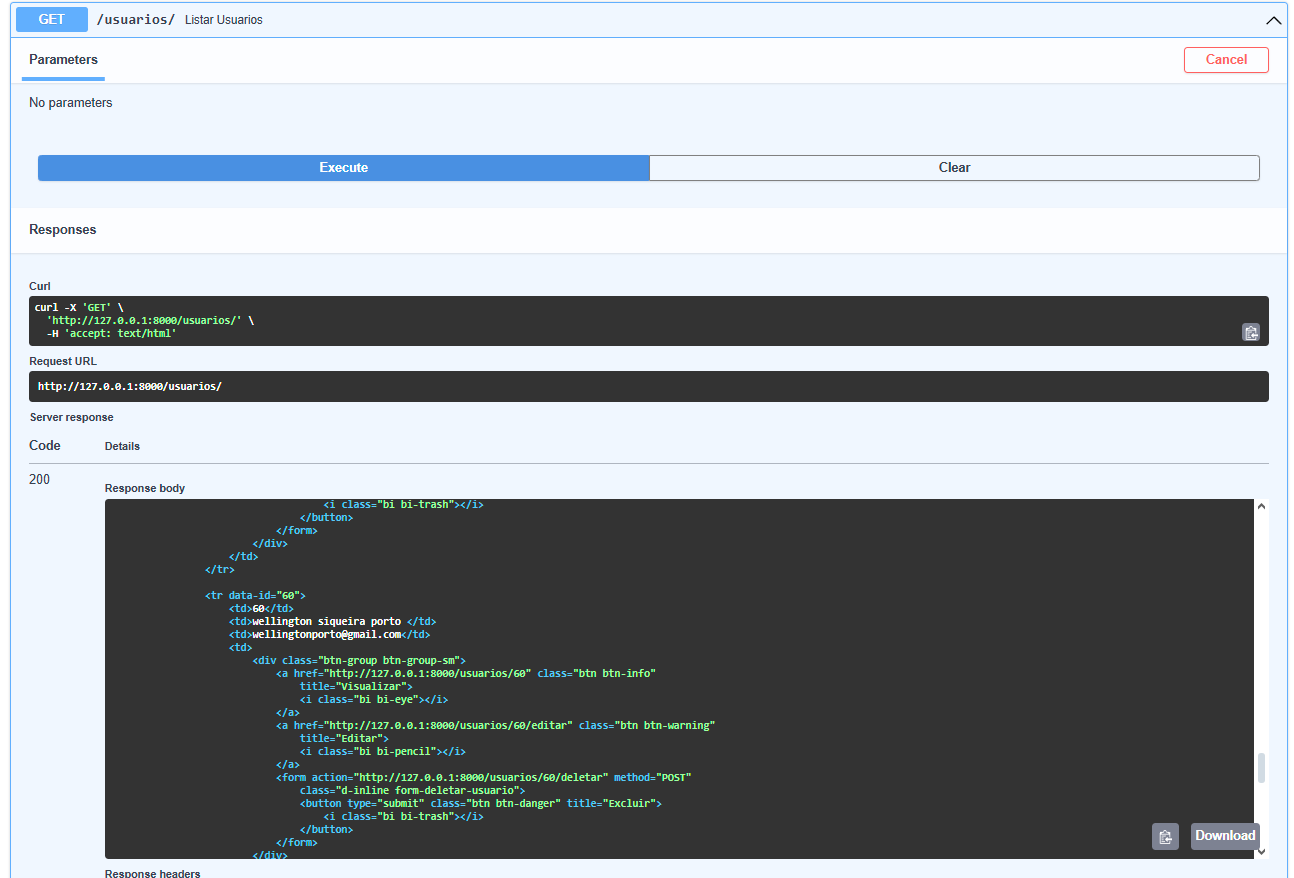 GET /usuarios/ Listar Usuarios
Parameters
Cancel
No parameters
Execute
Clear
Responses
Curl
curl -X 'GET' \
  'http://127.0.0.1:8000/usuarios/' \
  -H 'accept: text/html'
Request URL
http://127.0.0.1:8000/usuarios/
Server response
Code Details
200
Response body
<i class="bi bi-trash"></i>
</button>
</form>
</div>
</td>
</tr>
<tr data-id="60">
<td>60</td>
<td>wellington siqueira porto </td>
<td>wellingtonporto@gmail.com</td>
<td>
<div class="btn-group btn-group-sm">
<a href="http://127.0.0.1:8000/usuarios/60" class="btn btn-info"
title="Visualizar">
<i class="bi bi-eye"></i>
</a>
<a href="http://127.0.0.1:8000/usuarios/60/editar" class="btn btn-warning"
title="Editar">
<i class="bi bi-pencil"></i>
</a>
<form action="http://127.0.0.1:8000/usuarios/60/deletar" method="POST"
class="d-inline form-deletar-usuario">
<button type="submit" class="btn btn-danger" title="Excluir">
<i class="bi bi-trash"></i>
</button>
</form>
</div>
Download
Response headers